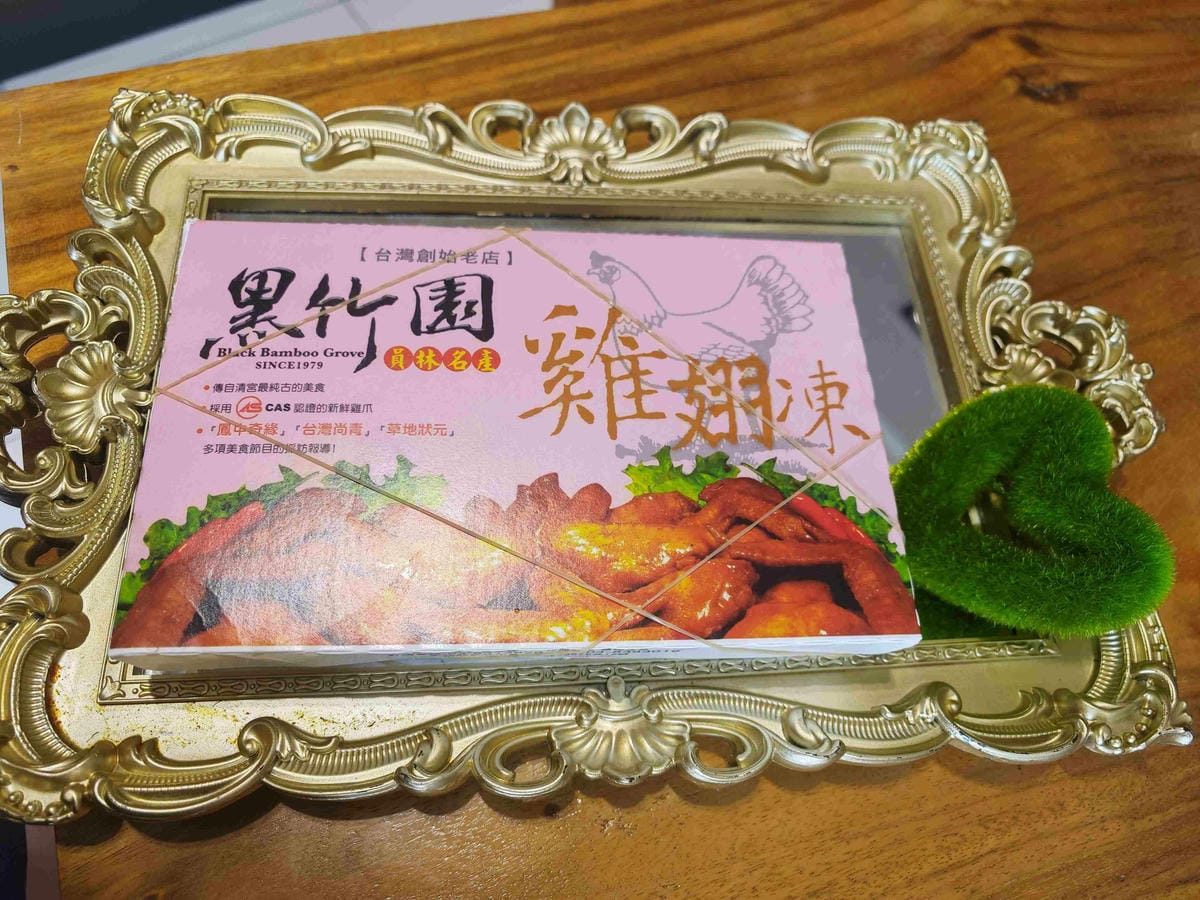 【台灣創始老店】
黑竹園
Black Bamboo Grove
SINCE1979
員林名產
雞翅凍
•傳自清宮最純古的美食
•採用 CAS 認證的新鮮雞爪
•「鳳中奇緣」「台灣尚青」「草地狀元」
多項美食節目的採訪報導!